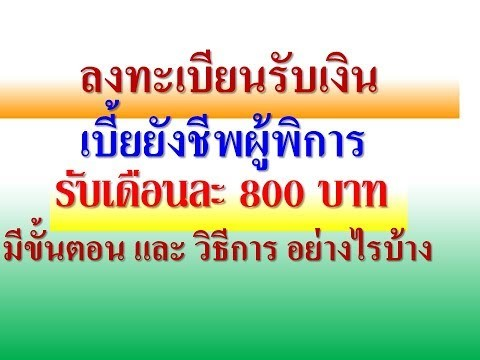 ลงทะเบียนรับเงิน
เบี้ยยังชีพผู้พิการ
รับเดือนละ 800 บาท
มีขั้นตอน และ วิธีการ อย่างไรบ้าง